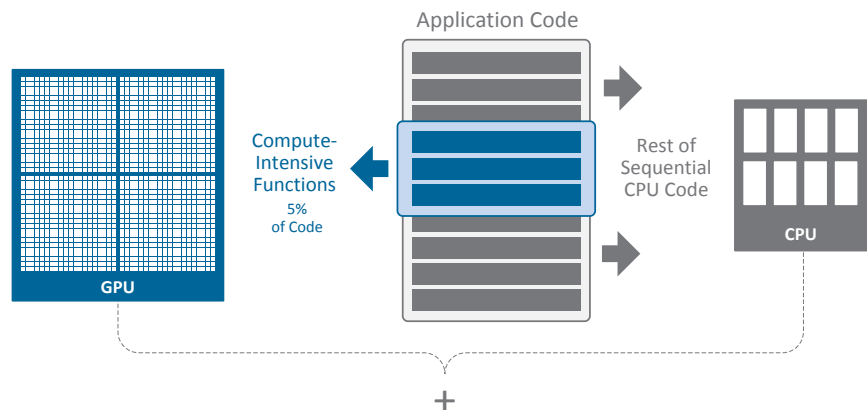 Application Code
Compute-
Intensive
Functions
5%
of Code
Rest of
Sequential
CPU Code
GPU
CPU
+